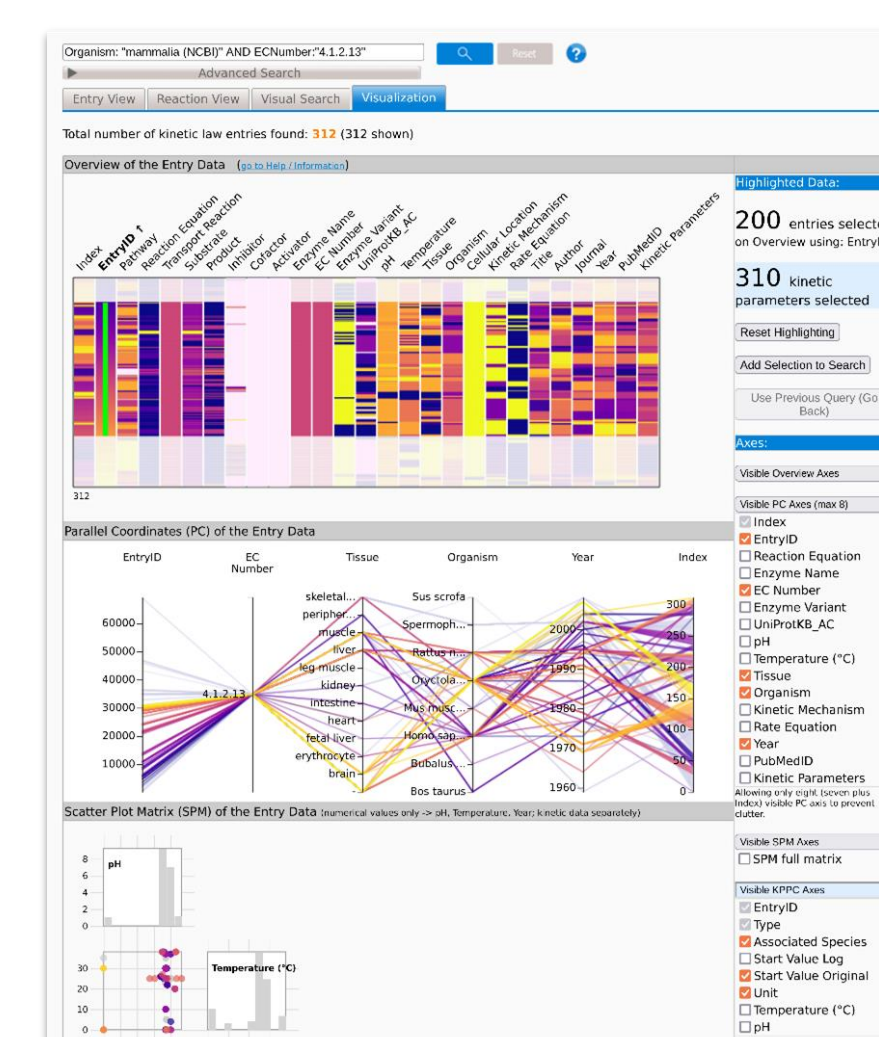 Organism: "mammalia (NCBI)" AND ECNumber:"4.1.2.13"
Reset
?
Advanced Search
Entry View
Reaction View
Visual Search
Visualization
Total number of kinetic law entries found: 312 (312 shown)
Overview of the Entry Data (go to Help / Information)
Index
EntryID ↑
Pathway
Reaction Equation
Transport Reaction
Substrate
Product
Inhibitor
Cofactor
Activator
Enzyme Name
EC Number
Enzyme Variant
UniProtKB_AC
pH
Temperature
Tissue
Organism
Cellular Location
Kinetic Mechanism
Rate Equation
Title
Author
Journal
Year
PubMedID
Kinetic Parameters
312
Parallel Coordinates (PC) of the Entry Data
EntryID
EC
Number
Tissue
Organism
Year
Index
60000
50000
40000
30000
20000
10000
4.1.2.13
skeletal...
peripher...
muscle
liver
leg muscle
kidney
intestine
heart
fetal liver
erythrocyte
brain
-
Sus scrofa
Spermoph...
Rattus n...
Oryctola...
Mus musc...
Homo sap...
Bubalus...
Bos taurus
2000
1990
1980
1970
1960
300
250
200
150
100
50
0
Scatter Plot Matrix (SPM) of the Entry Data (numerical values only -> pH, Temperature, Year; kinetic data separately)
8
6
4
2
0
pH
30
20
10
0
Temperature (°C)
Highlighted Data:
200 entries selecte
on Overview using: EntryI
310 kinetic
parameters selected
Reset Highlighting
Add Selection to Search
Use Previous Query (Go
Back)
Axes:
Visible Overview Axes
Visible PC Axes (max 8)
Index
EntryID
Reaction Equation
Enzyme Name
EC Number
Enzyme Variant
UniProtKB_AC
pH
Temperature (°C)
Tissue
Organism
Kinetic Mechanism
Rate Equation
Year
PubMedID
Kinetic Parameters
Allowing only eight (seven plus
Index) visible PC axis to prevent
clutter.
Visible SPM Axes
SPM full matrix
Visible KPPC Axes
EntryID
Type
Associated Species
Start Value Log
Start Value Original
Unit
Temperature (°C)
pH